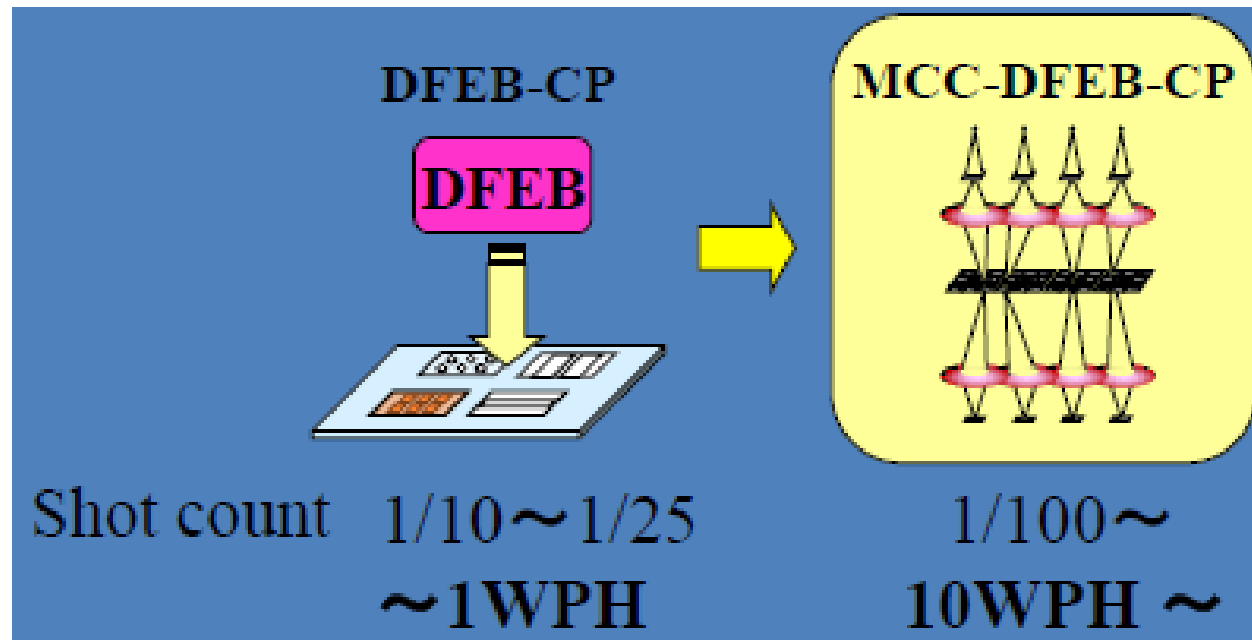 DFEB-CP
DFEB
MCC-DFEB-CP
Shot count 1/10～1/25 1/100～
～1WPH 10WPH ～